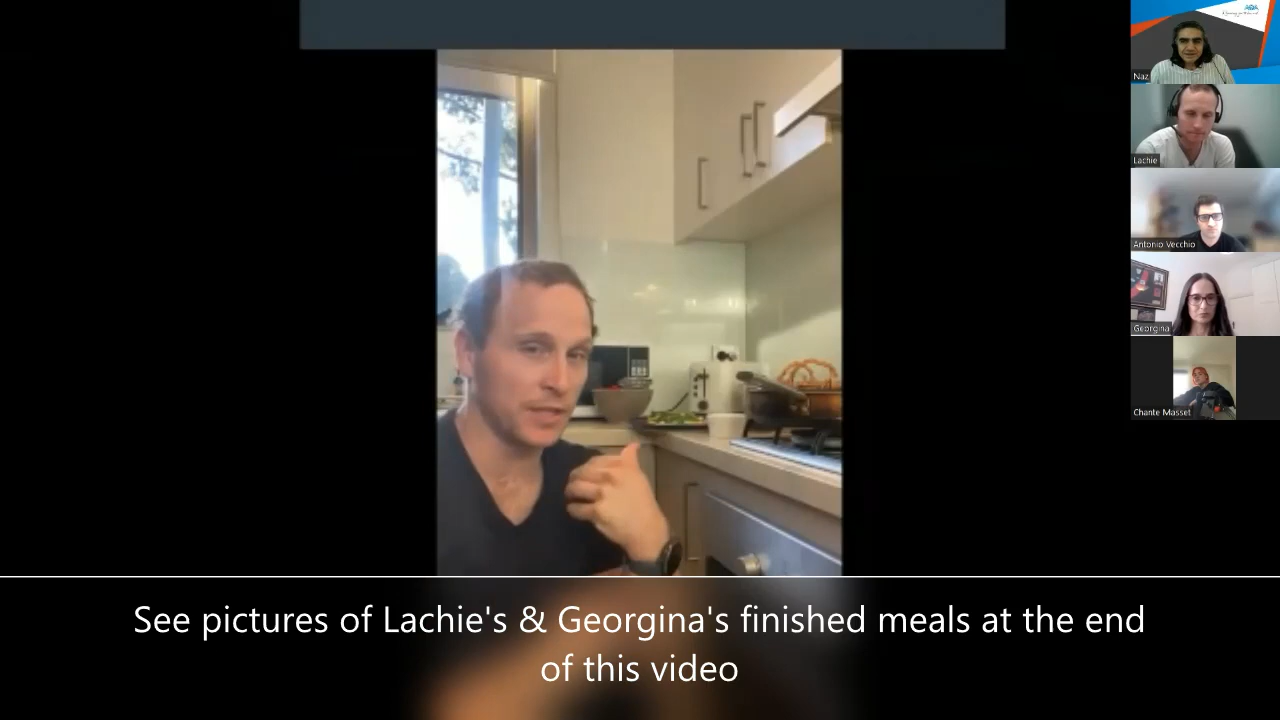 Naz
Lachie
Antonio Vecchio
Georgina
Chante Masset
See pictures of Lachie's & Georgina's finished meals at the end
of this video